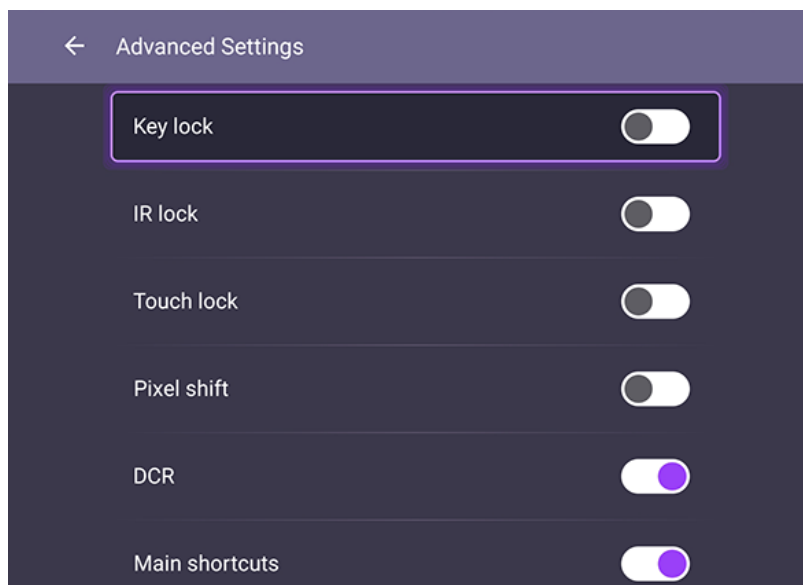 Advanced Settings
Key lock
IR lock
Touch lock
Pixel shift
DCR
Main shortcuts